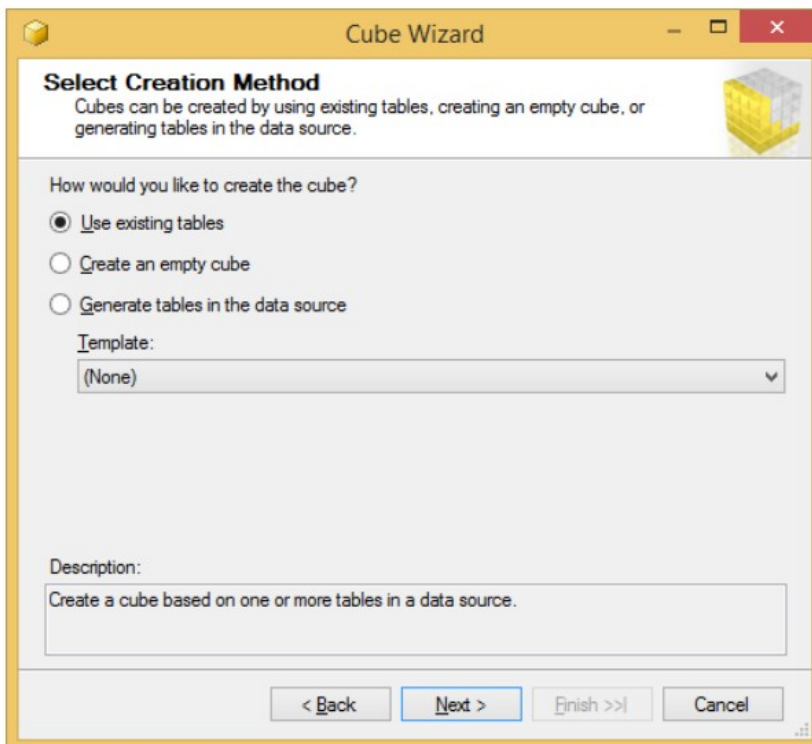 Cube Wizard
Select Creation Method
Cubes can be created by using existing tables, creating an empty cube, or
generating tables in the data source.
How would you like to create the cube?
Use existing tables
Create an empty cube
Generate tables in the data source
Template:
(None)
Description:
Create a cube based on one or more tables in a data source.
< Back Next > Finish >>| Cancel